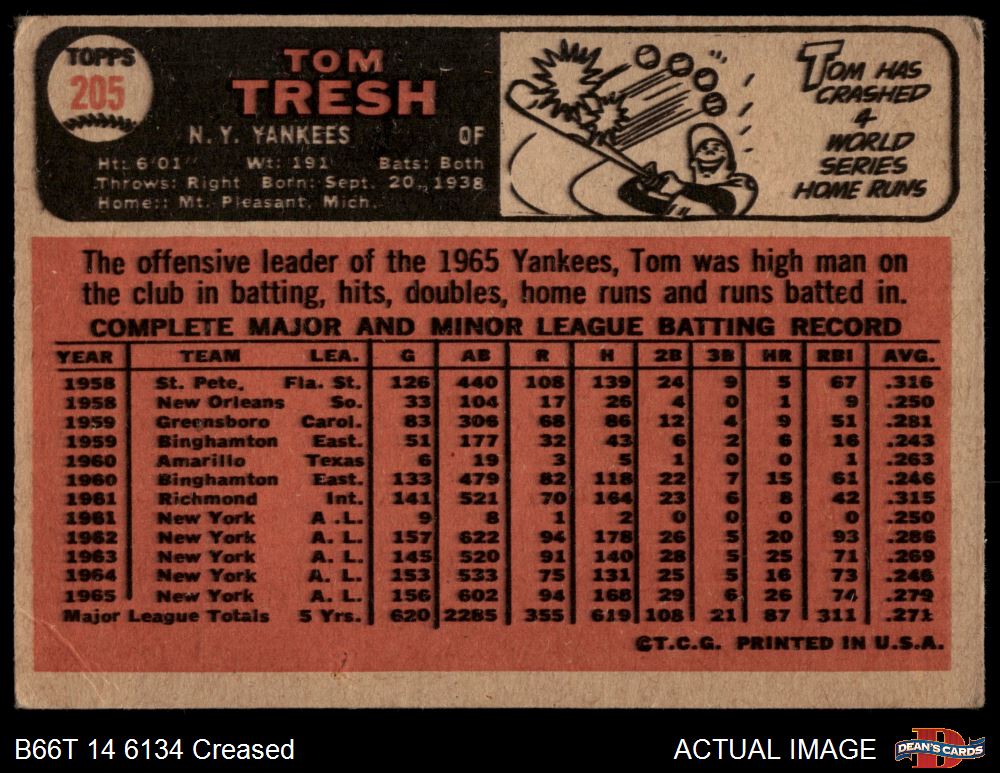 TOPPS
205
TOM
TRESH
N. Y. YANKEES OF
Ht: 6'01" Wt: 191 Bats: Both
Throws: Right Born: Sept. 20, 1938
Home:: Mt. Pleasant, Mich.
TOM HAS
CRASHED
4
WORLD
SERIES
HOME RUNS
The offensive leader of the 1965 Yankees, Tom was high man on
the club in batting, hits, doubles, home runs and runs batted in.
COMPLETE MAJOR AND MINOR LEAGUE BATTING RECORD
YEAR TEAM LEA. G AB R H 2B 3B HR RBI AVG.
1958 St. Pete. Fla. St. 126 440 108 139 24 9 5 67 .316
1958 New Orleans So. 33 104 17 26 4 0 1 9 .250
1959 Greensboro Carol. 83 306 68 86 12 4 9 51 .281
1959 Binghamton East. 51 177 32 43 6 2 6 16 .243
1960 Amarillo Texas 6 19 3 5 1 0 0 1 .263
1960 Binghamton East. 133 479 82 118 22 7 15 61 .246
1961 Richmond Int. 141 521 70 164 23 6 8 42 .315
1961 New York A .L. 9 8 1 2 0 0 0 0 .250
1962 New York A. L. 157 622 94 178 26 5 20 93 .286
1963 New York A. L. 145 520 91 140 28 5 25 71 .269
1964 New York A. L. 153 533 75 131 25 5 16 73 .246
1965 New York A. L. 156 602 94 168 29 6 26 74 .279
Major League Totals 5 Yrs. 620 2285 355 619 108 21 87 311 .271
©T.C.G. PRINTED IN U.S.A.
B66T 14 6134 Creased
ACTUAL IMAGE
DEAN'S CARDS